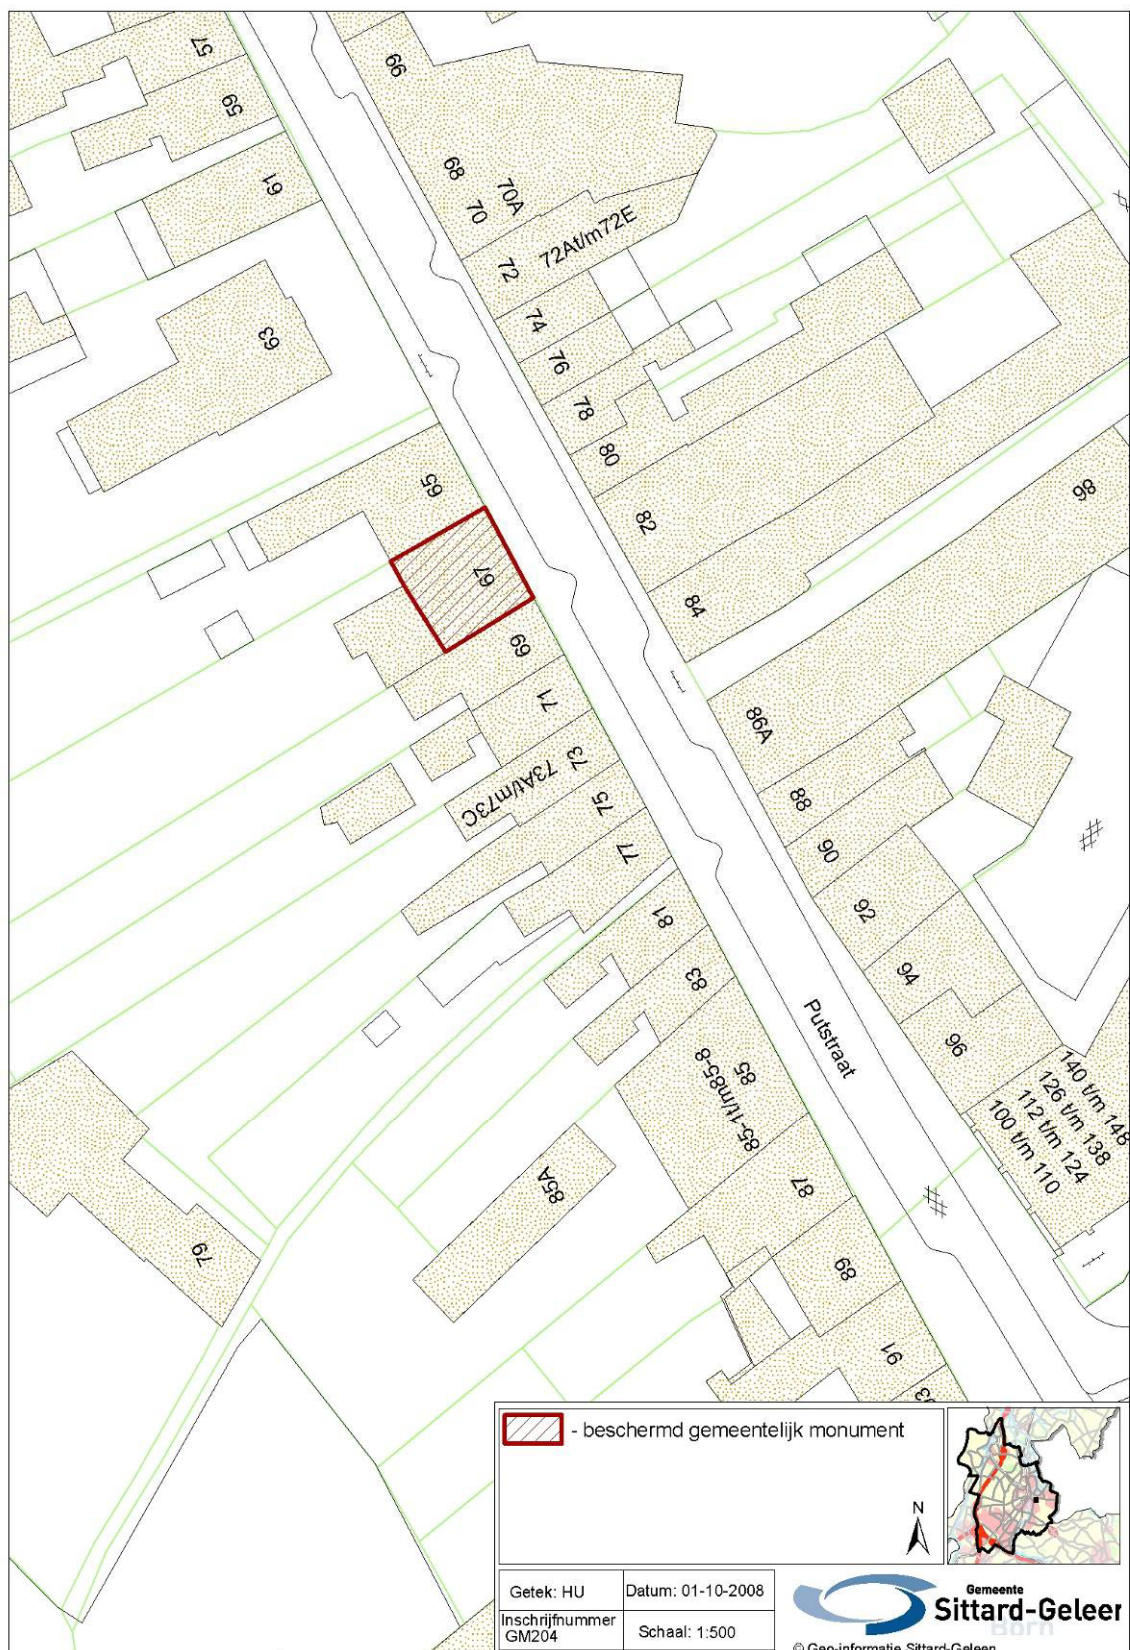 57
59
61
63
65
67
69
71
73
73At/m73C
75
77
81
83
85
85-1t/m85-8
85A
79
87
89
91
93
66
68
70
70A
72
72At/m72E
74
76
78
80
82
84
86
86A
88
90
92
94
96
140 t/m 148
126 t/m 138
112 t/m 124
100 t/m 110
Putstraat
- beschermd gemeentelijk monument
N
Getek: HU
Datum: 01-10-2008
Inschrijfnummer
GM204
Schaal: 1:500
Gemeente
Sittard-Geleen
Born
© Geo-informatie Sittard-Geleen